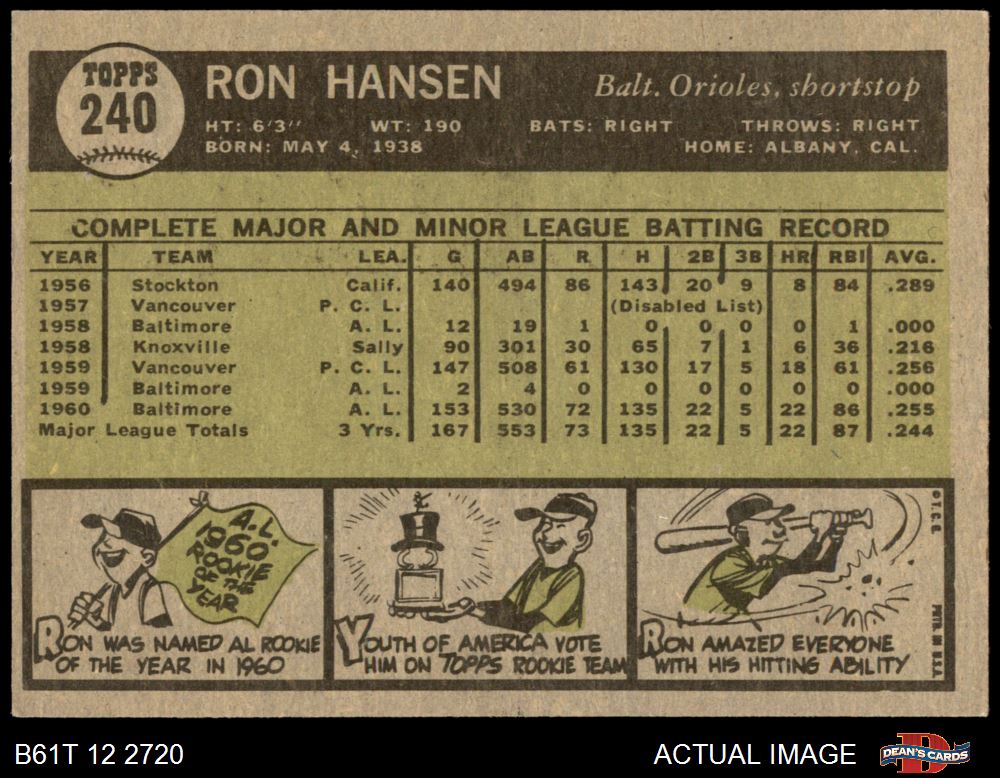 TOPPS
240
RON HANSEN
Balt. Orioles, shortstop
HT: 6'3" WT: 190 BATS: RIGHT THROWS: RIGHT
BORN: MAY 4, 1938 HOME: ALBANY, CAL.
COMPLETE MAJOR AND MINOR LEAGUE BATTING RECORD
YEAR TEAM LEA. G AB R H 2B 3B HR RBI AVG.
1956 Stockton Calif. 140 494 86 143 20 9 8 84 .289
1957 Vancouver P. C. L. (Disabled List)
1958 Baltimore A. L. 12 19 1 0 0 0 0 1 .000
1958 Knoxville Sally 90 301 30 65 7 1 6 36 .216
1959 Vancouver P. C. L. 147 508 61 130 17 5 18 61 .256
1959 Baltimore A. L. 2 4 0 0 0 0 0 0 .000
1960 Baltimore A. L. 153 530 72 135 22 5 22 86 .255
Major League Totals 3 Yrs. 167 553 73 135 22 5 22 87 .244
A.L.
1960
ROOKIE
OF THE
YEAR
RON WAS NAMED AL ROOKIE
OF THE YEAR IN 1960
YOUTH OF AMERICA VOTE
HIM ON TOPPS ROOKIE TEAM
RON AMAZED EVERYONE
WITH HIS HITTING ABILITY
© T. C. G.
PRTD. IN U.S.A.
B61T 12 2720
ACTUAL IMAGE
D
DEAN'S CARDS